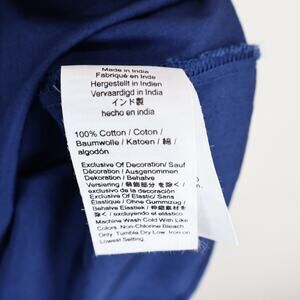 Made in India
Fabriqué en Inde
Hergestellt in Indien
Vervaardigd in India
インド製
hecho en india
100% Cotton / Coton /
Baumwolle / Katoen / 綿 /
algodón
Exclusive Of Decoration/ Sauf
Décoration / Ausgenommen
Dekoration / Behalve
Versiering / 装飾部分 を除く /
excluyendo decoración
Exclusive Of Elastic/ Sans
Élastique / Ohne Gummizug /
Behalve Elastiek / 伸縮素材を
除く / excluyendo el elástico
Machine Wash Cold With Like
Colors Non-Chlorine Bleach
Only Tumble Dry Low Iron on
Lowest Setting